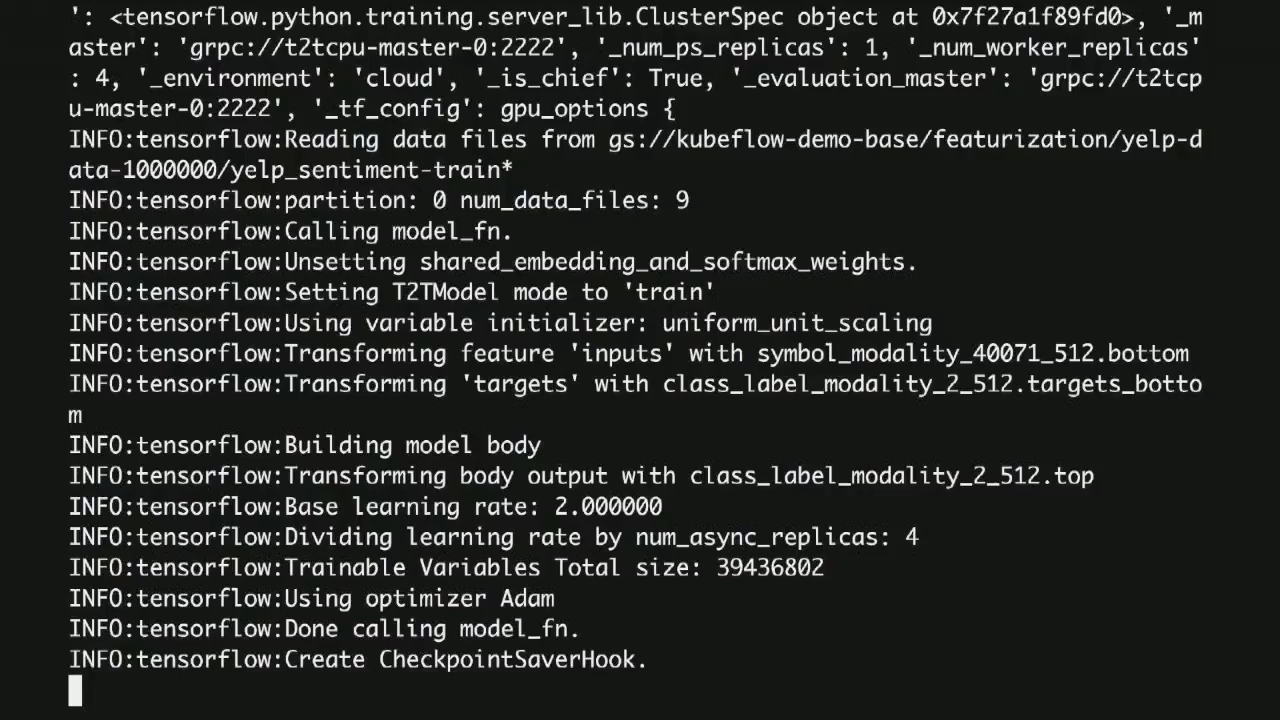 ': <tensorflow.python.training.server_lib.ClusterSpec object at 0x7f27a1f89fd0>, '_m
aster': 'grpc://t2tcpu-master-0:2222', '_num_ps_replicas': 1, '_num_worker_replicas'
: 4, '_environment': 'cloud', '_is_chief': True, '_evaluation_master': 'grpc://t2tcp
u-master-0:2222', '_tf_config': gpu_options {
INFO:tensorflow:Reading data files from gs://kubeflow-demo-base/featurization/yelp-d
ata-1000000/yelp_sentiment-train*
INFO:tensorflow:partition: 0 num_data_files: 9
INFO:tensorflow:Calling model_fn.
INFO:tensorflow:Unsetting shared_embedding_and_softmax_weights.
INFO:tensorflow:Setting T2TModel mode to 'train'
INFO:tensorflow:Using variable initializer: uniform_unit_scaling
INFO:tensorflow:Transforming feature 'inputs' with symbol_modality_40071_512.bottom
INFO:tensorflow:Transforming 'targets' with class_label_modality_2_512.targets_botto
m
INFO:tensorflow:Building model body
INFO:tensorflow:Transforming body output with class_label_modality_2_512.top
INFO:tensorflow:Base learning rate: 2.000000
INFO:tensorflow:Dividing learning rate by num_async_replicas: 4
INFO:tensorflow:Trainable Variables Total size: 39436802
INFO:tensorflow:Using optimizer Adam
INFO:tensorflow:Done calling model_fn.
INFO:tensorflow:Create CheckpointSaverHook.